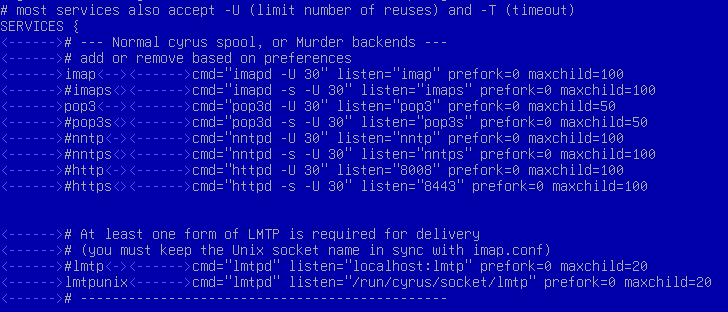 # most services also accept -U (limit number of reuses) and -T (timeout)
SERVICES {
<------># --- Normal cyrus spool, or Murder backends ---
<------># add or remove based on preferences
<------>imap<--><------>cmd="imapd -U 30" listen="imap" prefork=0 maxchild=100
<------>#imaps<><------>cmd="imapd -s -U 30" listen="imaps" prefork=0 maxchild=100
<------>pop3<--><------>cmd="pop3d -U 30" listen="pop3" prefork=0 maxchild=50
<------>#pop3s<><------>cmd="pop3d -s -U 30" listen="pop3s" prefork=0 maxchild=50
<------>#nntp<-><------>cmd="nntpd -U 30" listen="nntp" prefork=0 maxchild=100
<------>#nntps<><------>cmd="nntpd -s -U 30" listen="nntps" prefork=0 maxchild=100
<------>#http<-><------>cmd="httpd -U 30" listen="8008" prefork=0 maxchild=100
<------>#https<><------>cmd="httpd -s -U 30" listen="8443" prefork=0 maxchild=100
<------># At least one form of LMTP is required for delivery
<------># (you must keep the Unix socket name in sync with imap.conf)
<------>#lmtp<-><------>cmd="lmtpd" listen="localhost:lmtp" prefork=0 maxchild=20
<------>lmtpunix<------>cmd="lmtpd" listen="/run/cyrus/socket/lmtp" prefork=0 maxchild=20
<------># ----------------------------------------------